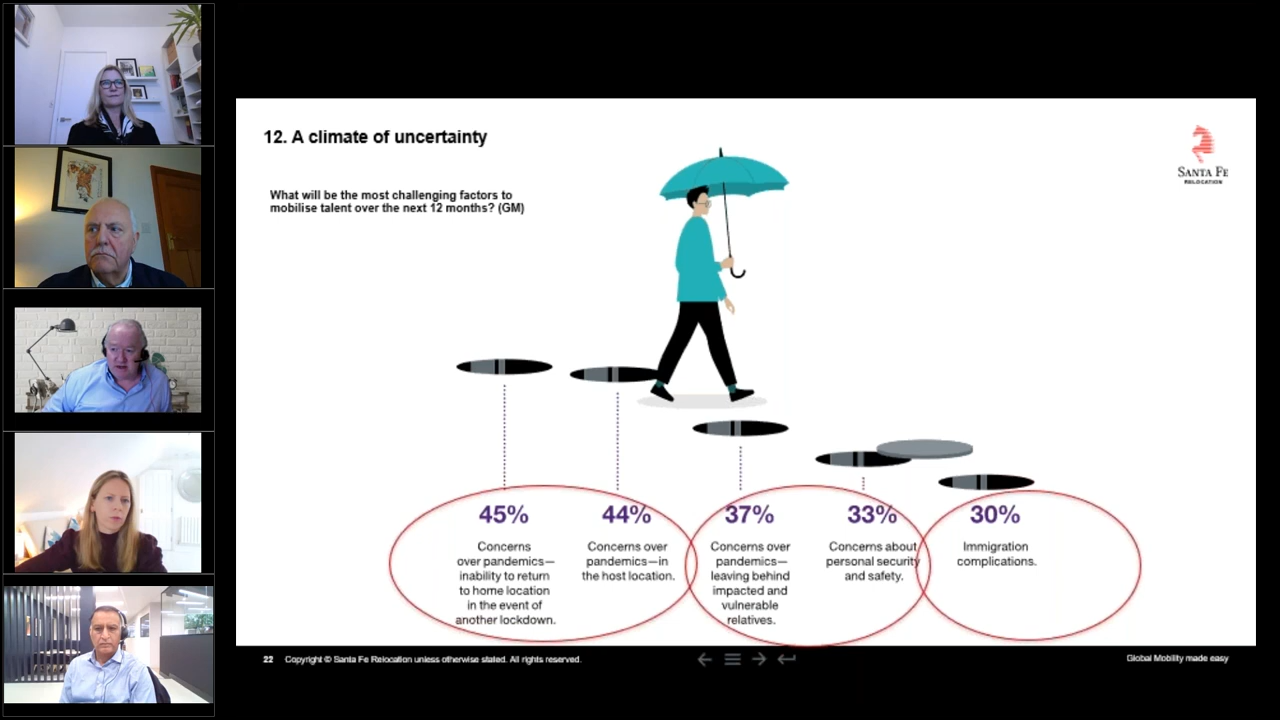 12. A climate of uncertainty
SANTA FE
RELOCATION
What will be the most challenging factors to
mobilise talent over the next 12 months? (GM)
45%
Concerns
over pandemics—
inability to return
to home location
in the event of
another lockdown.
44%
Concerns over
pandemics—in
the host location.
37%
Concerns over
pandemics—
leaving behind
impacted and
vulnerable
relatives.
33%
Concerns about
personal security
and safety.
30%
Immigration
complications.
22 Copyright © Santa Fe Relocation unless otherwise stated. All rights reserved.
Global Mobility made easy